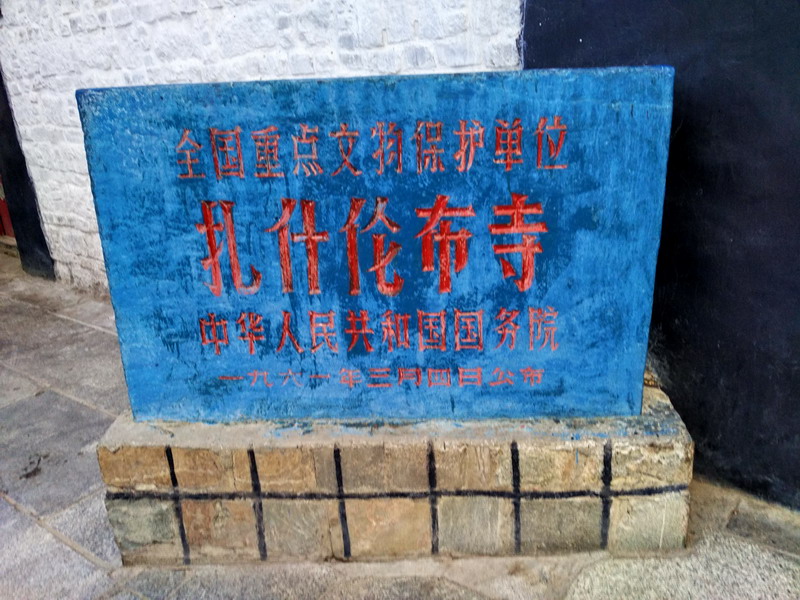 全国重点文物保护单位
扎什伦布寺
中华人民共和国国务院
一九六一年三月四日公布